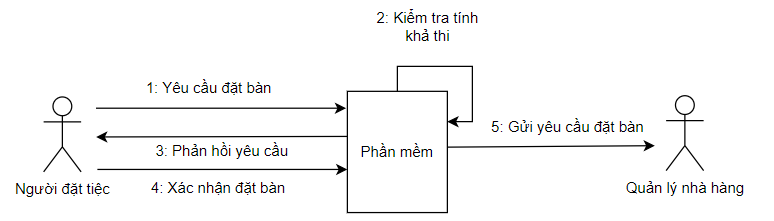 2: Kiểm tra tính
khả thi
1: Yêu cầu đặt bàn
5: Gửi yêu cầu đặt bàn
3: Phản hồi yêu cầu
Phần mềm
Người đặt tiệc
4: Xác nhận đặt bàn
Quản lý nhà hàng